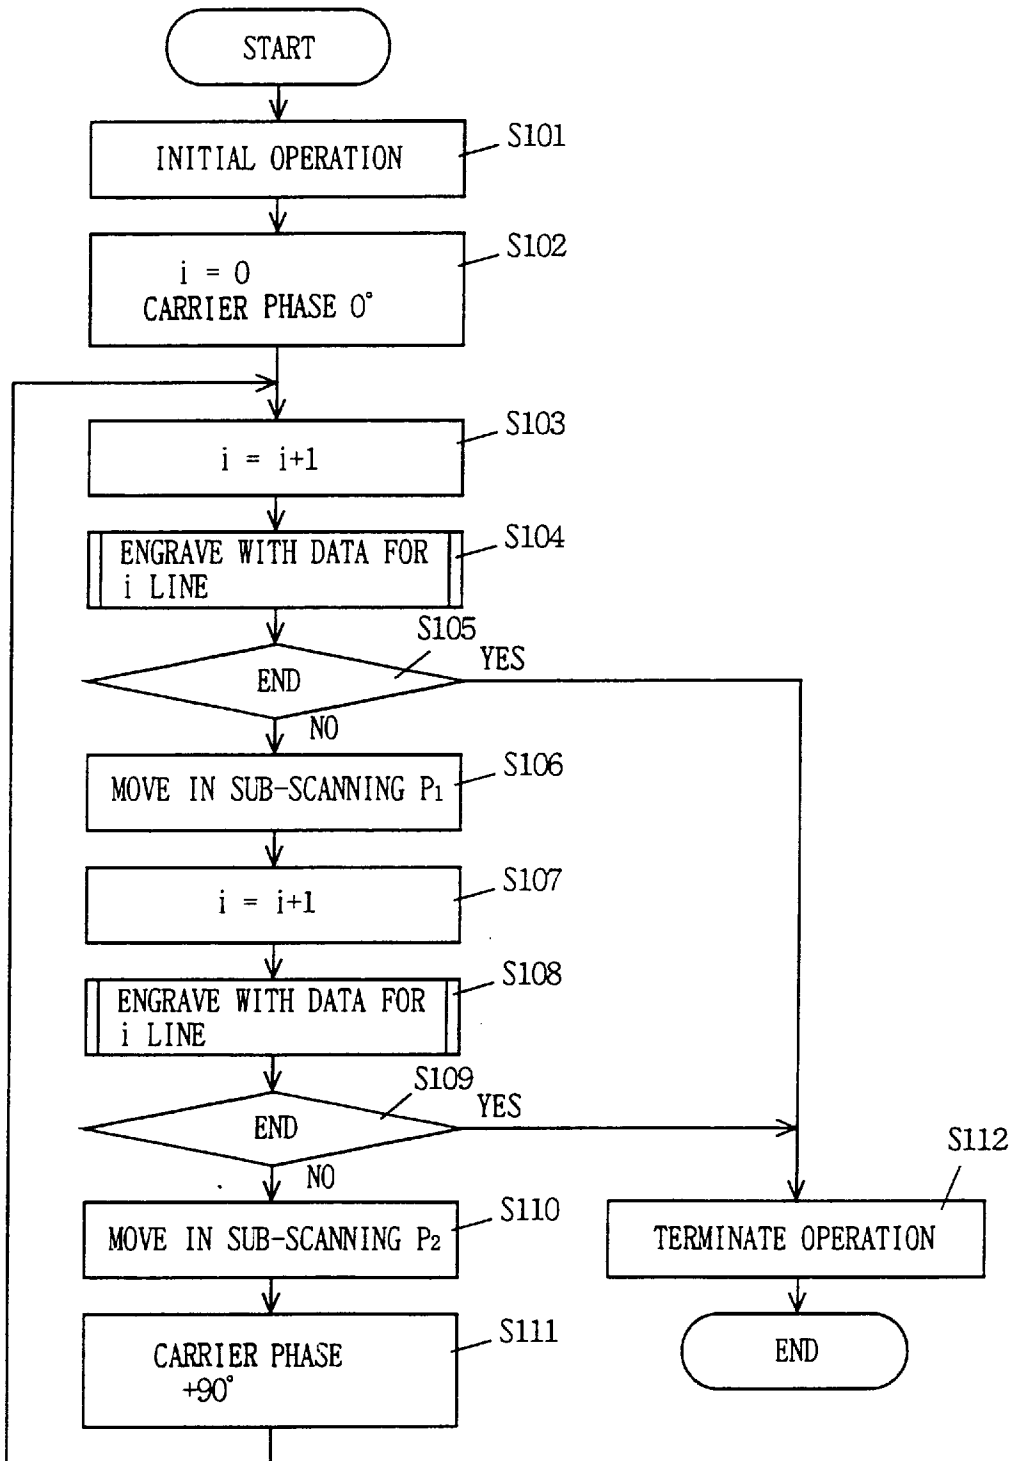 START
INITIAL OPERATION
S101
i = 0
CARRIER PHASE 0°
S102
i = i+1
S103
ENGRAVE WITH DATA FOR
i LINE
S104
S105
END
YES
NO
MOVE IN SUB-SCANNING P1
S106
i = i+1
S107
ENGRAVE WITH DATA FOR
i LINE
S108
S109
END
YES
NO
MOVE IN SUB-SCANNING P2
S110
CARRIER PHASE
+90°
S111
S112
TERMINATE OPERATION
END